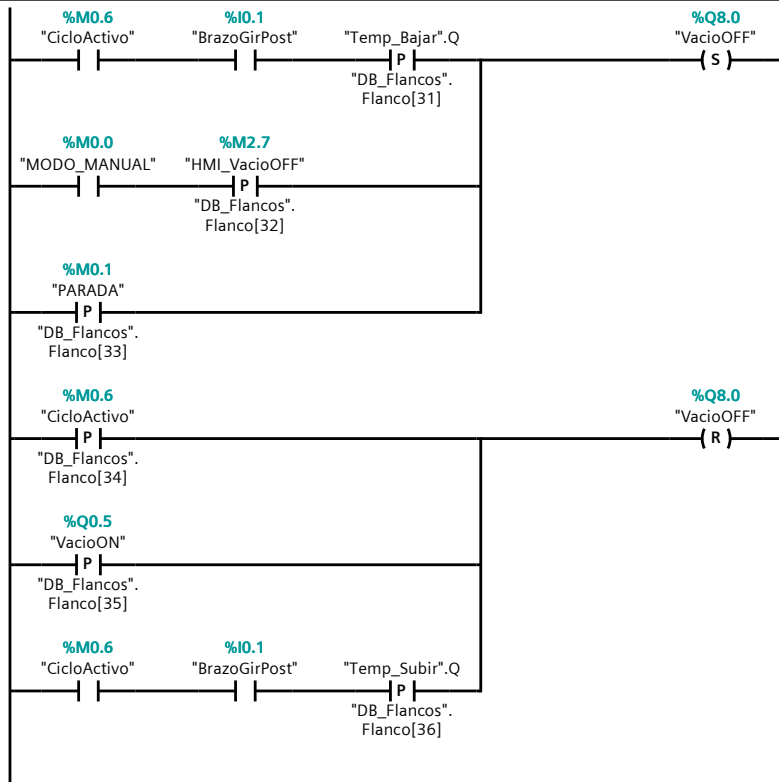 %M0.6 %I0.1 %Q8.0
"CicloActivo" "BrazoGirPost" "Temp_Bajar".Q "VacioOFF"
P S
"DB_Flancos".
Flanco[31]
%M0.0 %M2.7
"MODO_MANUAL" "HMI_VacioOFF"
P
"DB_Flancos".
Flanco[32]
%M0.1
"PARADA"
P
"DB_Flancos".
Flanco[33]
%M0.6 %Q8.0
"CicloActivo" "VacioOFF"
P R
"DB_Flancos".
Flanco[34]
%Q0.5
"VacioON"
P
"DB_Flancos".
Flanco[35]
%M0.6 %I0.1
"CicloActivo" "BrazoGirPost" "Temp_Subir".Q
P
"DB_Flancos".
Flanco[36]